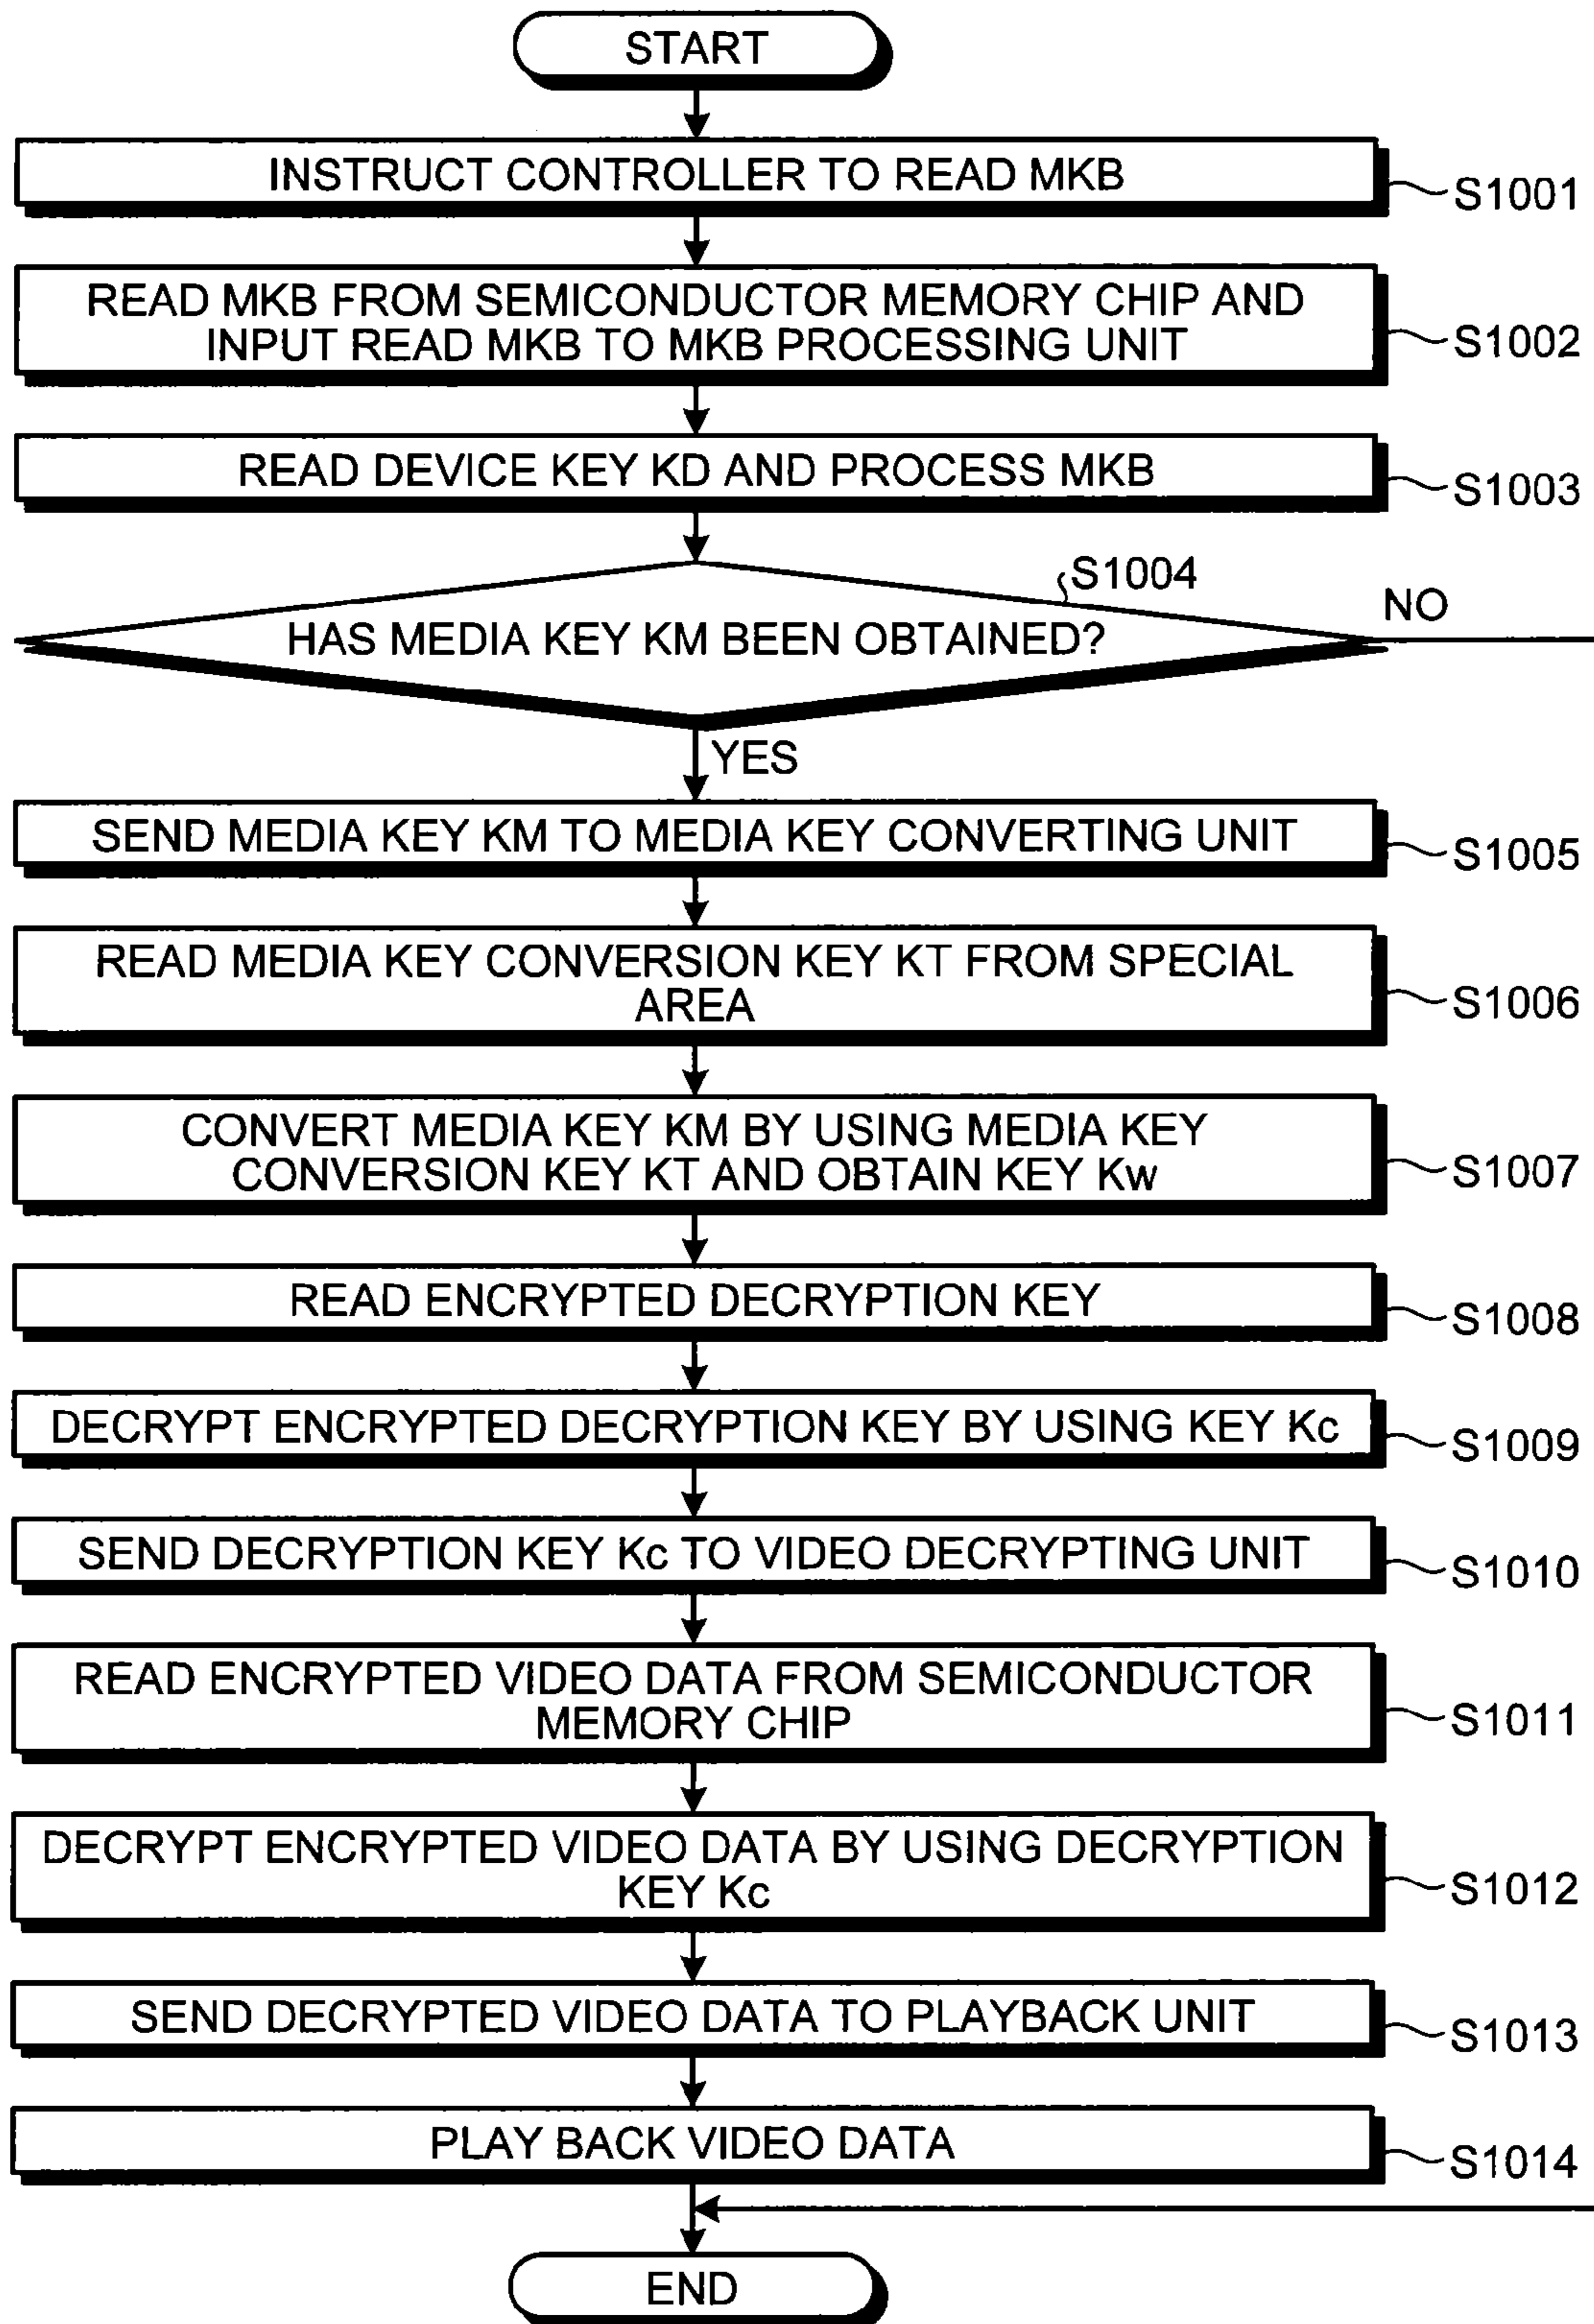 START
INSTRUCT CONTROLLER TO READ MKB
S1001
READ MKB FROM SEMICONDUCTOR MEMORY CHIP AND
INPUT READ MKB TO MKB PROCESSING UNIT
S1002
READ DEVICE KEY KD AND PROCESS MKB
S1003
S1004
HAS MEDIA KEY KM BEEN OBTAINED?
NO
YES
SEND MEDIA KEY KM TO MEDIA KEY CONVERTING UNIT
S1005
READ MEDIA KEY CONVERSION KEY KT FROM SPECIAL
AREA
S1006
CONVERT MEDIA KEY KM BY USING MEDIA KEY
CONVERSION KEY KT AND OBTAIN KEY Kw
S1007
READ ENCRYPTED DECRYPTION KEY
S1008
DECRYPT ENCRYPTED DECRYPTION KEY BY USING KEY Kc
S1009
SEND DECRYPTION KEY Kc TO VIDEO DECRYPTING UNIT
S1010
READ ENCRYPTED VIDEO DATA FROM SEMICONDUCTOR
MEMORY CHIP
S1011
DECRYPT ENCRYPTED VIDEO DATA BY USING DECRYPTION
KEY Kc
S1012
SEND DECRYPTED VIDEO DATA TO PLAYBACK UNIT
S1013
PLAY BACK VIDEO DATA
S1014
END